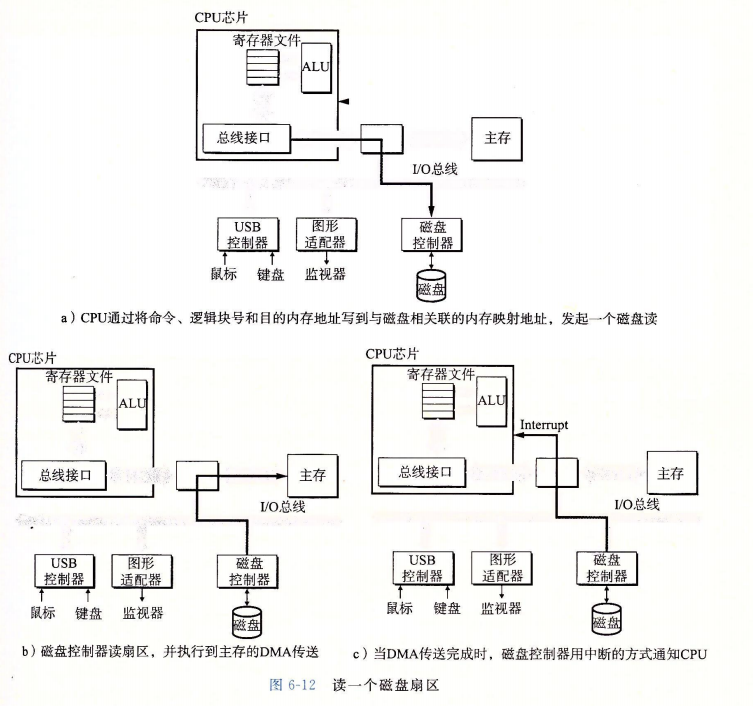 CPU芯片
寄存器文件
ALU
总线接口
主存
I/O总线
USB
控制器
图形
适配器
磁盘
控制器
鼠标
键盘
监视器
磁盘
a）CPU通过将命令、逻辑块号和目的内存地址写到与磁盘相关联的内存映射地址，发起一个磁盘读
CPU芯片
寄存器文件
ALU
总线接口
主存
I/O总线
USB
控制器
图形
适配器
磁盘
控制器
鼠标
键盘
监视器
磁盘
b）磁盘控制器读扇区，并执行到主存的DMA传送
CPU芯片
寄存器文件
ALU
Interrupt
总线接口
主存
I/O总线
USB
控制器
图形
适配器
磁盘
控制器
鼠标
键盘
监视器
磁盘
c）当DMA传送完成时，磁盘控制器用中断的方式通知CPU
图 6-12 读一个磁盘扇区